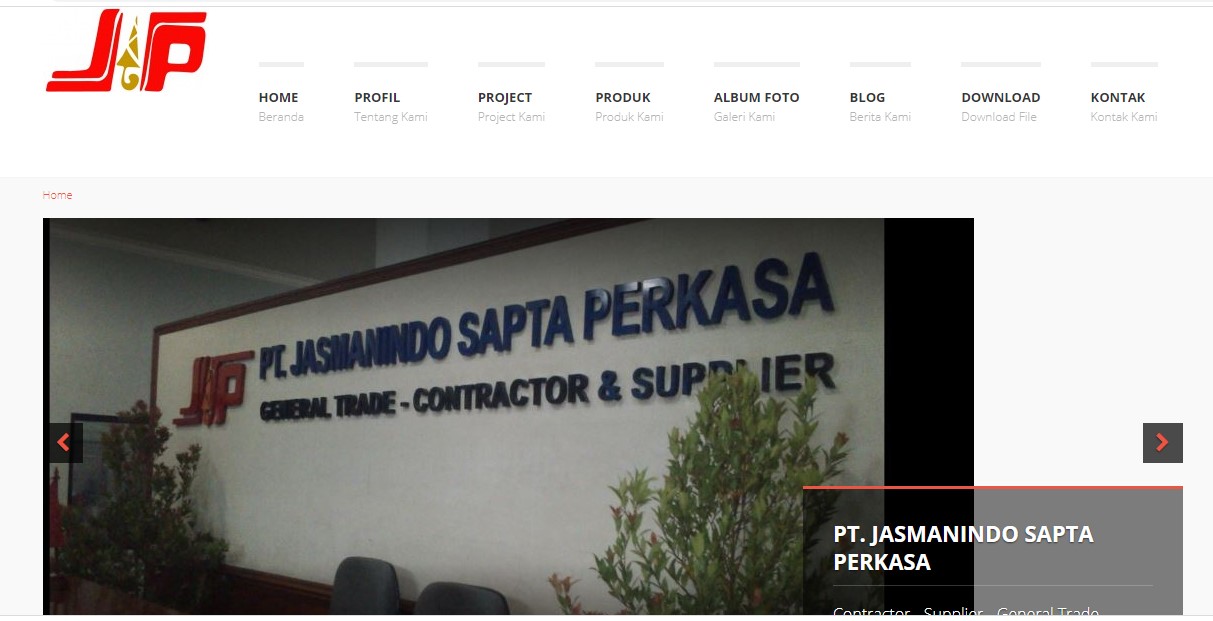 JSP
HOME PROFIL PROJECT PRODUK ALBUM FOTO BLOG DOWNLOAD KONTAK
Beranda Tentang Kami Project Kami Produk Kami Galeri Kami Berita Kami Download File Kontak Kami
Home
PT. JASMANINDO SAPTA PERKASA
GENERAL TRADE - CONTRACTOR & SUPPLIER
PT. JASMANINDO SAPTA
PERKASA
Contractor - Supplier - General Trade